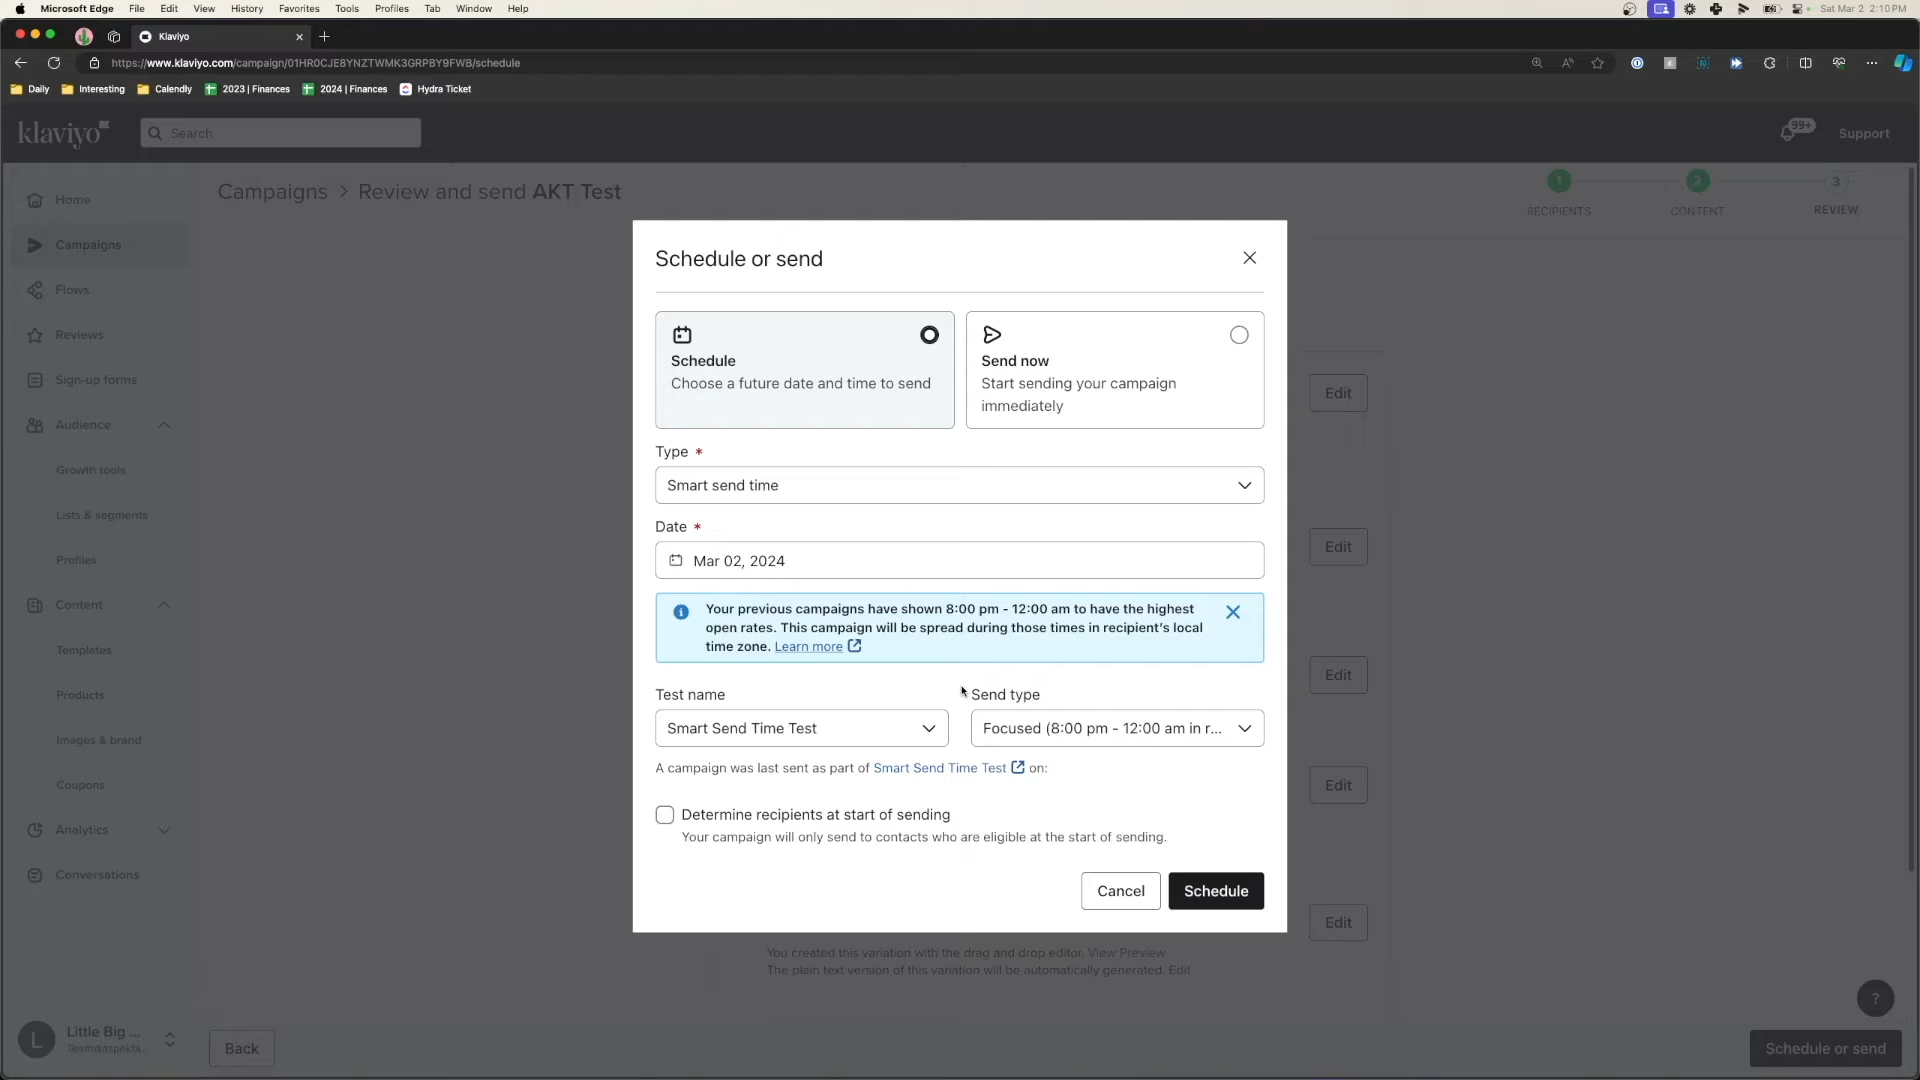 Microsoft Edge File Edit View History Favorites Tools Profiles Tab Window Help
Sat Mar 2 2:10 PM
Klaviyo
https://www.klaviyo.com/campaign/01HR0CJE8YNZTWMK3GRPBY9FWB/schedule
Daily Interesting Calendly 2023 | Finances 2024 | Finances Hydra Ticket
klaviyo
Search
99+
Support
Home
Campaigns
Flows
Reviews
Sign-up forms
Audience
Growth tools
Lists & segments
Profiles
Content
Templates
Products
Images & brand
Coupons
Analytics
Conversations
Little Big ...
Team@aspekta...
Campaigns > Review and send AKT Test
1
RECIPIENTS
2
CONTENT
3
REVIEW
Schedule or send
Schedule
Choose a future date and time to send
Send now
Start sending your campaign
immediately
Type *
Smart send time
Date *
Mar 02, 2024
Your previous campaigns have shown 8:00 pm - 12:00 am to have the highest
open rates. This campaign will be spread during those times in recipient's local
time zone. Learn more
Test name
Smart Send Time Test
Send type
Focused (8:00 pm - 12:00 am in r...
A campaign was last sent as part of Smart Send Time Test on:
Determine recipients at start of sending
Your campaign will only send to contacts who are eligible at the start of sending.
Cancel
Schedule
Edit
Edit
Edit
Edit
Edit
You created this variation with the drag and drop editor. View Preview
The plain text version of this variation will be automatically generated. Edit
?
L
Back
Schedule or send